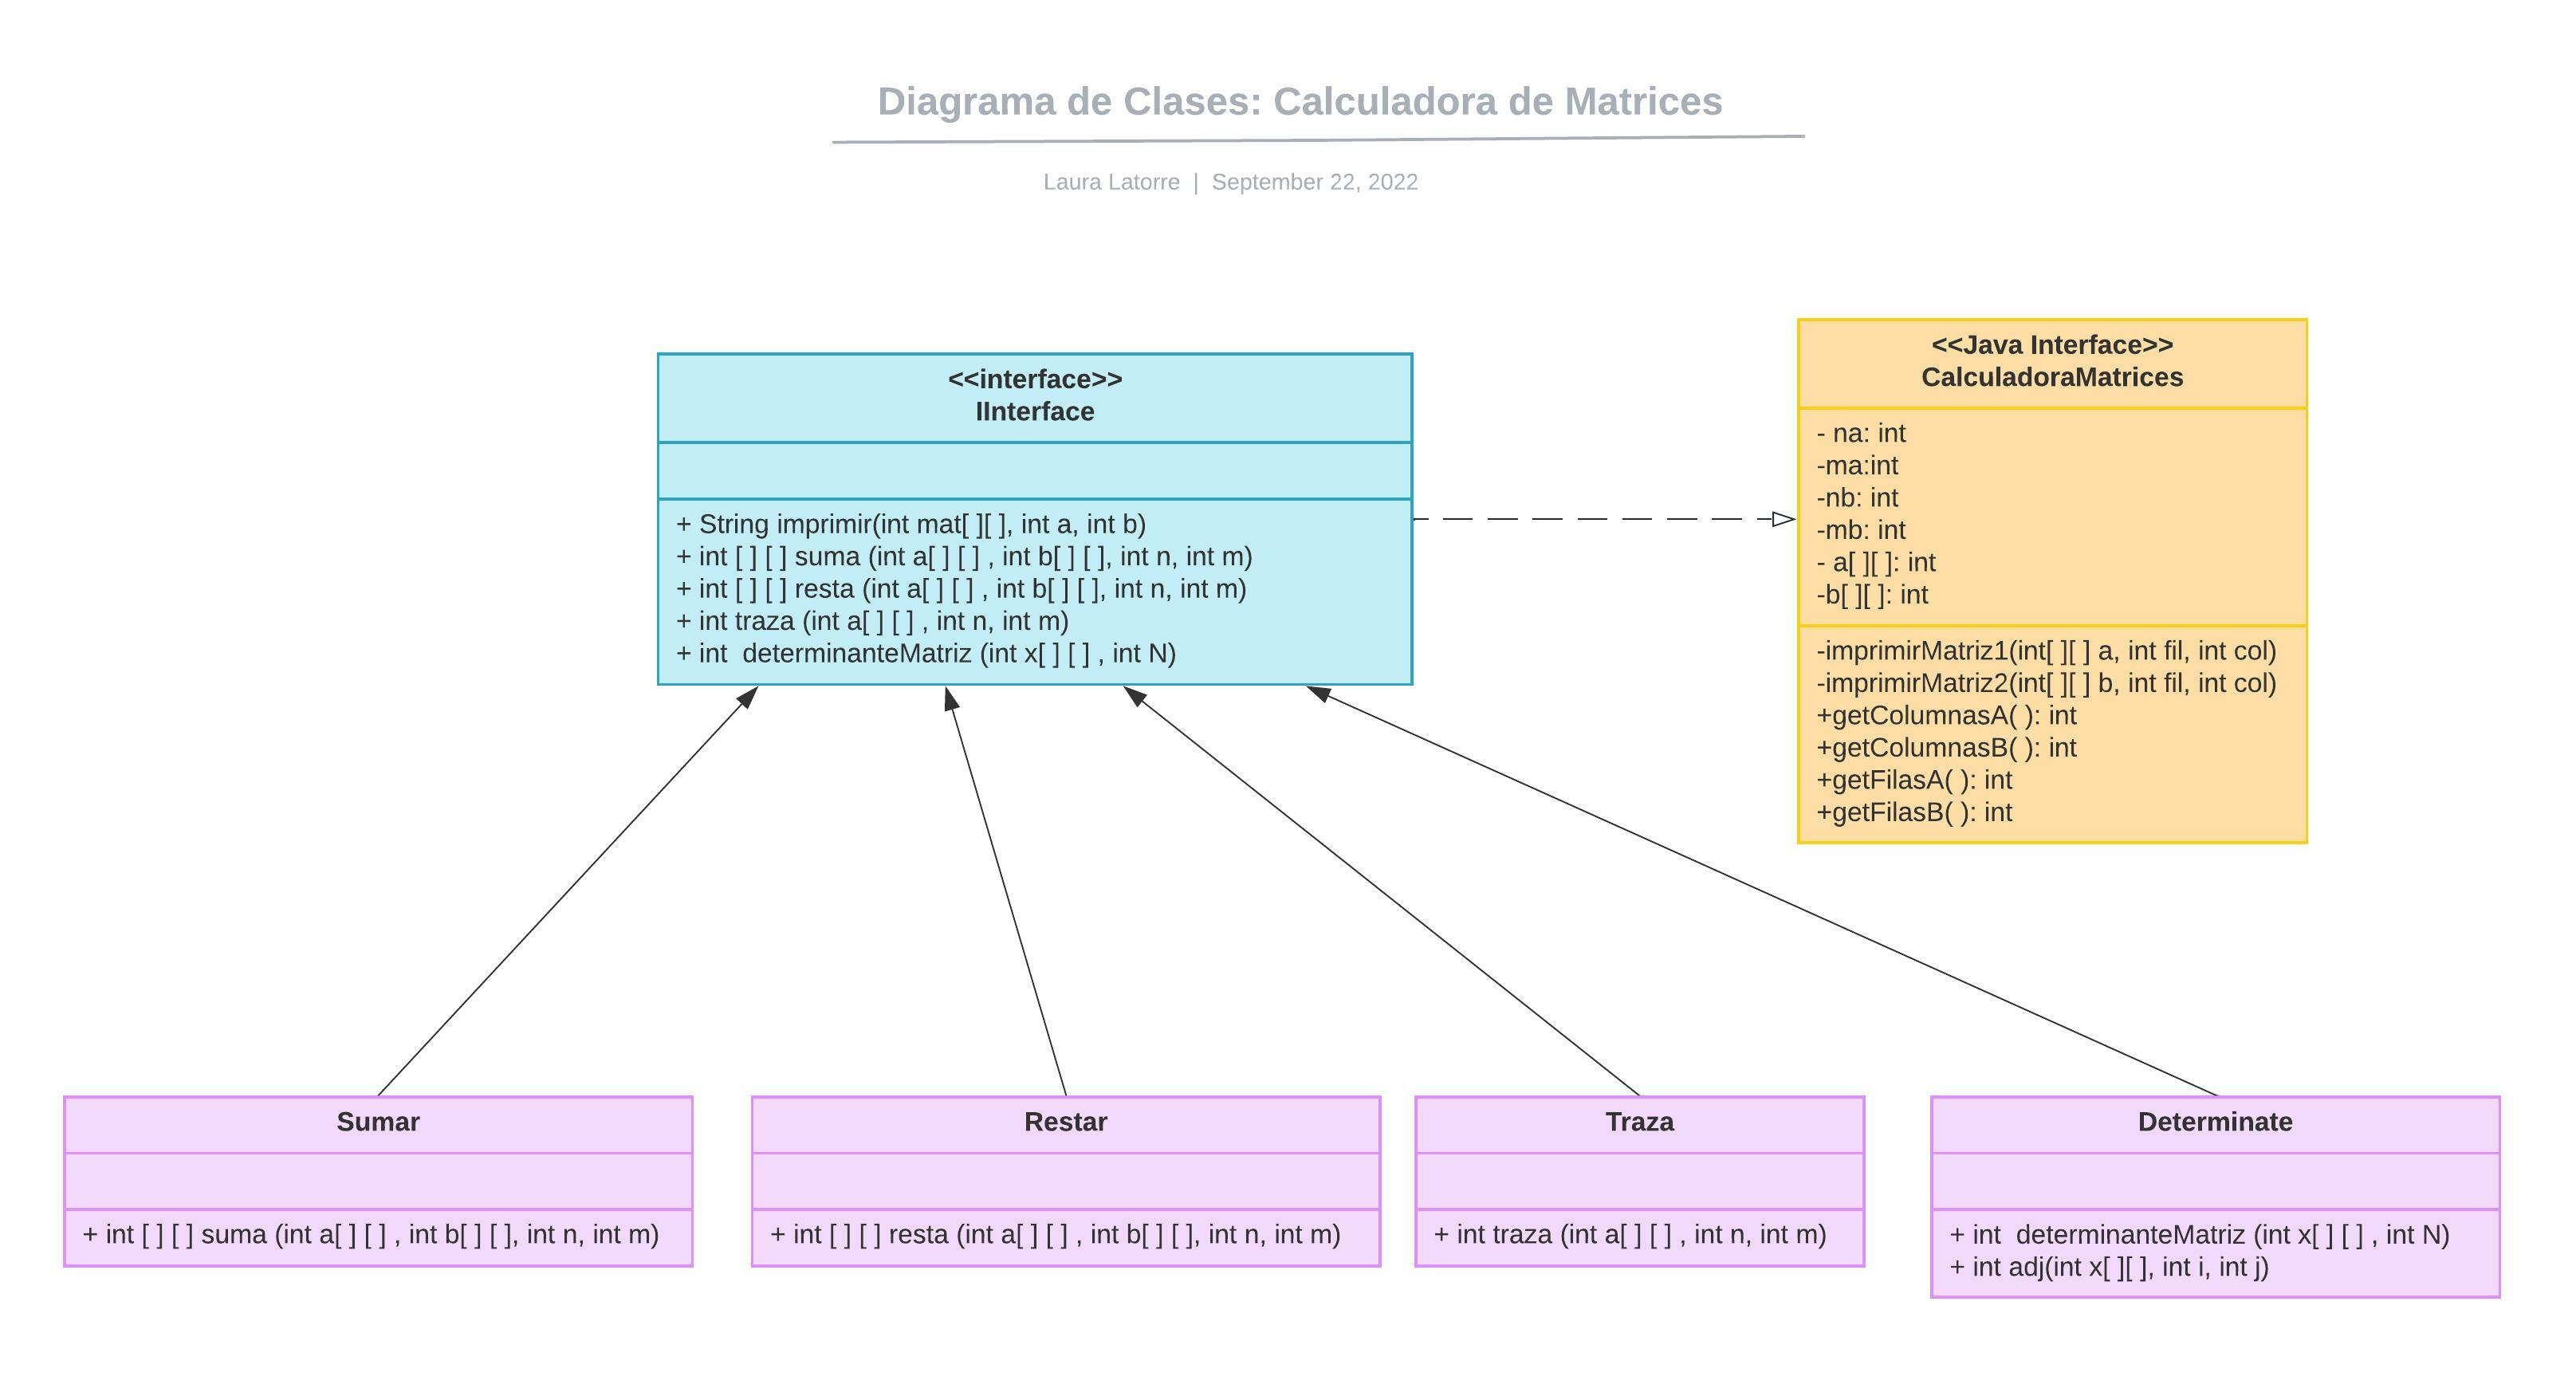 Diagrama de Clases: Calculadora de Matrices
Laura Latorre | September 22, 2022
<<interface>>
IInterface
+ String imprimir(int mat[ ][ ], int a, int b)
+ int [ ] [ ] suma (int a[ ] [ ] , int b[ ] [ ], int n, int m)
+ int [ ] [ ] resta (int a[ ] [ ] , int b[ ] [ ], int n, int m)
+ int traza (int a[ ] [ ] , int n, int m)
+ int  determinanteMatriz (int x[ ] [ ] , int N)
<<Java Interface>>
CalculadoraMatrices
- na: int
-ma:int
-nb: int
-mb: int
- a[ ][ ]: int
-b[ ][ ]: int
-imprimirMatriz1(int[ ][ ] a, int fil, int col)
-imprimirMatriz2(int[ ][ ] b, int fil, int col)
+getColumnasA( ): int
+getColumnasB( ): int
+getFilasA( ): int
+getFilasB( ): int
Sumar
+ int [ ] [ ] suma (int a[ ] [ ] , int b[ ] [ ], int n, int m)
Restar
+ int [ ] [ ] resta (int a[ ] [ ] , int b[ ] [ ], int n, int m)
Traza
+ int traza (int a[ ] [ ] , int n, int m)
Determinate
+ int  determinanteMatriz (int x[ ] [ ] , int N)
+ int adj(int x[ ][ ], int i, int j)